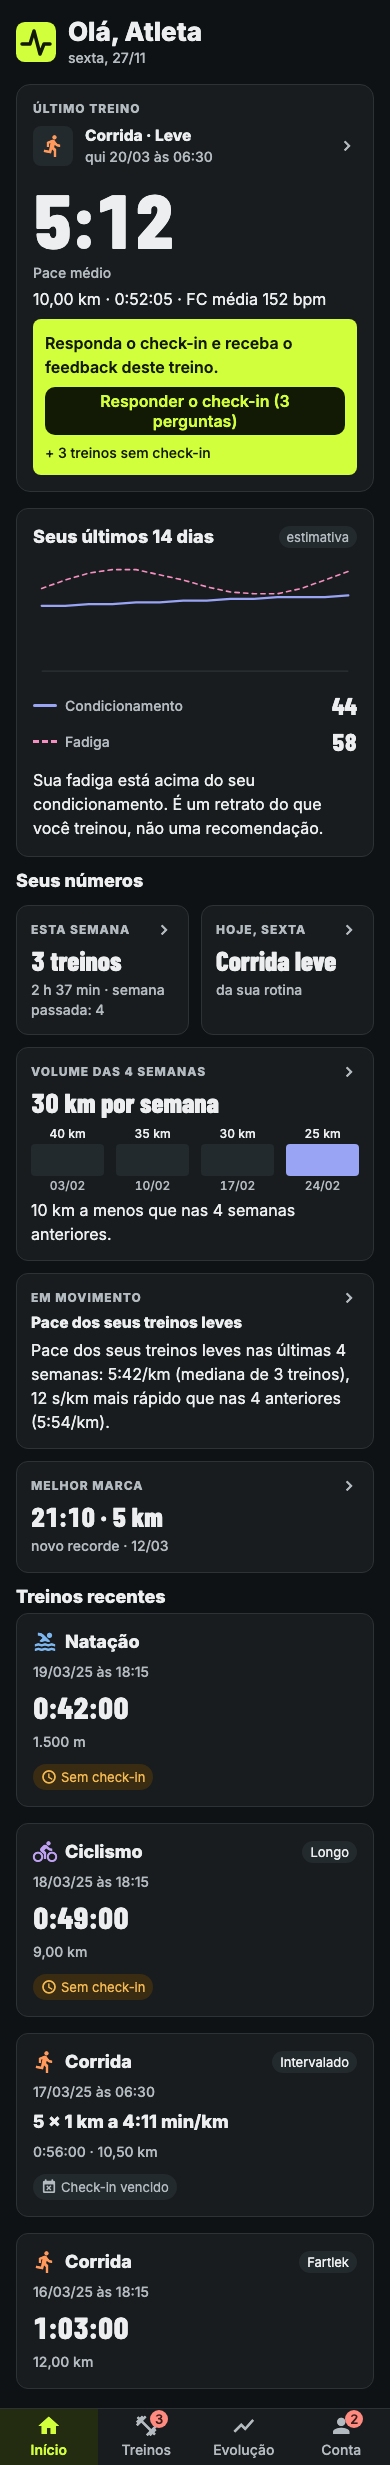 Olá, Atleta
sexta, 27/11
ÚLTIMO TREINO
Corrida · Leve
qui 20/03 às 06:30
5:12
Pace médio
10,00 km · 0:52:05 · FC média 152 bpm
Responda o check-in e receba o
feedback deste treino.
Responder o check-in (3
perguntas)
+ 3 treinos sem check-in
Seus últimos 14 dias
estimativa
Condicionamento
44
Fadiga
58
Sua fadiga está acima do seu
condicionamento. É um retrato do que
você treinou, não uma recomendação.
Seus números
ESTA SEMANA
3 treinos
2 h 37 min · semana
passada: 4
HOJE, SEXTA
Corrida leve
da sua rotina
VOLUME DAS 4 SEMANAS
30 km por semana
40 km 35 km 30 km 25 km
03/02 10/02 17/02 24/02
10 km a menos que nas 4 semanas
anteriores.
EM MOVIMENTO
Pace dos seus treinos leves
Pace dos seus treinos leves nas últimas 4
semanas: 5:42/km (mediana de 3 treinos),
12 s/km mais rápido que nas 4 anteriores
(5:54/km).
MELHOR MARCA
21:10 · 5 km
novo recorde · 12/03
Treinos recentes
Natação
19/03/25 às 18:15
0:42:00
1.500 m
Sem check-in
Ciclismo
Longo
18/03/25 às 18:15
0:49:00
9,00 km
Sem check-in
Corrida
Intervalado
17/03/25 às 06:30
5 × 1 km a 4:11 min/km
0:56:00 · 10,50 km
Check-in vencido
Corrida
Fartlek
16/03/25 às 18:15
1:03:00
12,00 km
3 2
Início Treinos Evolução Conta